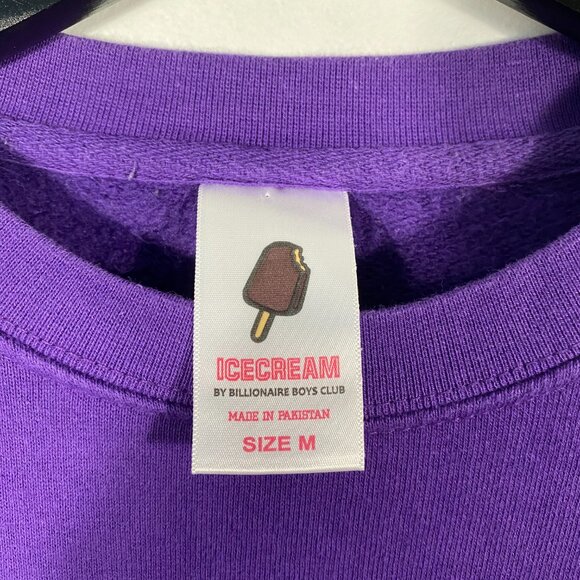 ICECREAM
BY BILLIONAIRE BOYS CLUB
MADE IN PAKISTAN
SIZE M